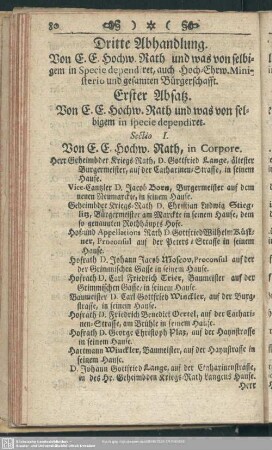 80
Dritte Abhandlung.
Von E. E. Hochw. Rath und was von selbi-
gem in Specie dependiret, auch Hoch-Ehrw. Mini-
sterio und gesamten Bürgerschafft.
Erster Absatz.
Von E. E. Hochw. Rath und was von sel-
bigem in specie dependiret.
Sectio I.
Von E. E. Hochw. Rath, in Corpore.
Herr Geheimbder Kriegs-Rath, D. Gottfried Lange, ältester
Burgermeister, auf der Catharinen-Strasse, in seinem
Hause.
Vice-Cantzler D. Jacob Born, Burgermeister auf dem
neuen Neumarckte, in seinem Hause.
Geheimbder Kriegs-Rath D. Christian Ludwig Stieg-
litz, Bürgermeister am Marckte in seinem Hause, dem
so genannten Rothhäupts Hofe.
Hof und Appellations Rath D. Gottfried Wilhelm Küst-
ner, Proconsul auf der Peters-Strasse in seinem
Hause.
Hofrath D. Johann Jacob Mascov, Proconsul auf der
der Grimmischen Gasse in seinem Hause.
Hofrath D. Carl Friedrich Trier, Baumeister auf der
Grimmischen Gasse, in seinem Hause.
Baumeister D. Carl Gottfried Winckler, auf der Burg-
strasse, in seinem Hause.
Hofrath D. Friedrich Benedict Oertel, auf der Cathari-
nen-Strasse, am Brühle in seinem Hause.
Hofrath D. George Christoph Platz, auf der Haynstrasse
in seinem Hause.
Hartmann Winckler, Baumeister, auf der Haynstrasse in
seinem Hause.
D. Johann Gottfried Lange, auf der Catharinenstrasse,
in des Hr. Geheimbden Kriegs-Rath Langens Hause.
Herr